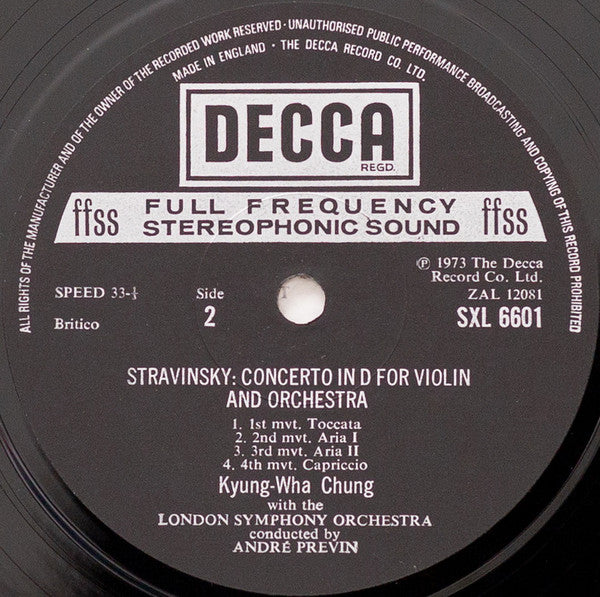 ALL RIGHTS OF THE MANUFACTURER AND OF THE OWNER OF THE RECORDED WORK RESERVED · UNAUTHORISED PUBLIC PERFORMANCE BROADCASTING AND COPYING OF THIS RECORD PROHIBITED
MADE IN ENGLAND · THE DECCA RECORD CO. LTD.
DECCA
REGD.
ffss FULL FREQUENCY ffss
STEREOPHONIC SOUND
℗ 1973 The Decca
Record Co. Ltd.
SPEED 33-⅓ Side ZAL 12081
Britico 2 SXL 6601
STRAVINSKY: CONCERTO IN D FOR VIOLIN
AND ORCHESTRA
1. 1st mvt. Toccata
2. 2nd mvt. Aria I
3. 3rd mvt. Aria II
4. 4th mvt. Capriccio
Kyung-Wha Chung
with the
LONDON SYMPHONY ORCHESTRA
conducted by
ANDRÉ PREVIN